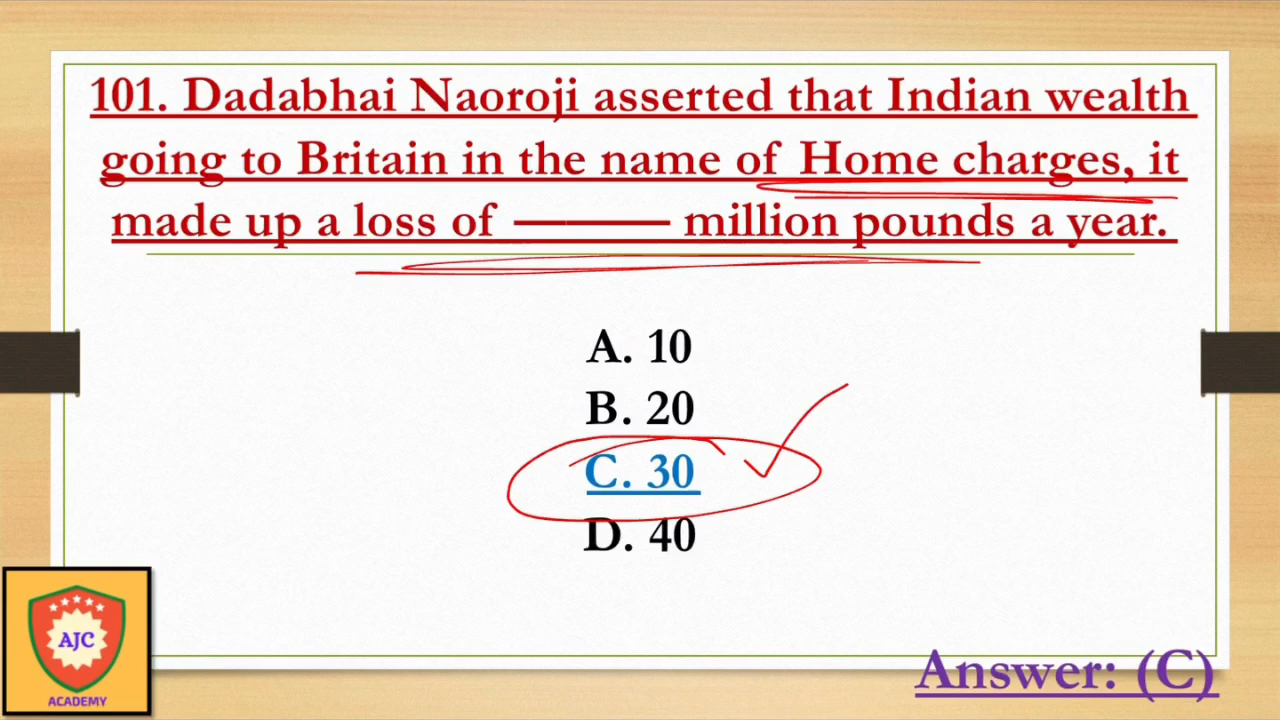 101. Dadabhai Naoroji asserted that Indian wealth
going to Britain in the name of Home charges, it
made up a loss of ——— million pounds a year.
A. 10
B. 20
C. 30
D. 40
AJC
ACADEMY
Answer: (C)